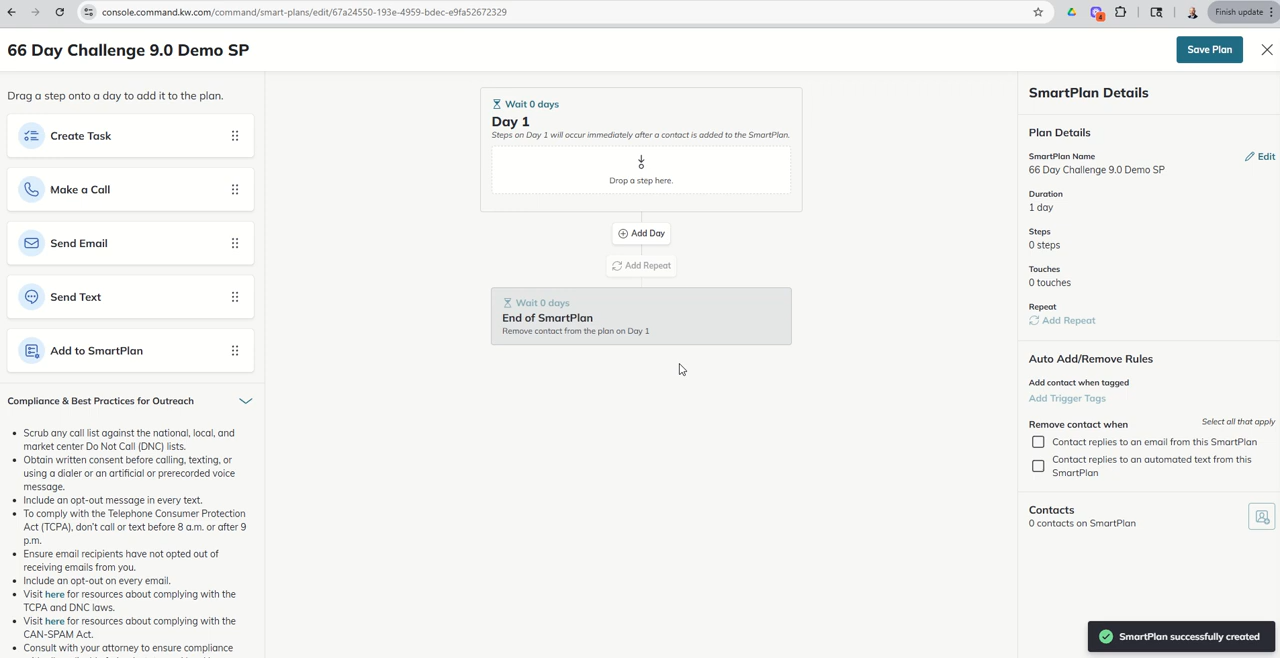 console.command.kw.com/command/smart-plans/edit/67a24550-193e-4959-bdec-e9fa52672329
4
Finish update
66 Day Challenge 9.0 Demo SP
Save Plan
Drag a step onto a day to add it to the plan.
Create Task
Make a Call
Send Email
Send Text
Add to SmartPlan
Compliance & Best Practices for Outreach
• Scrub any call list against the national, local, and
market center Do Not Call (DNC) lists.
• Obtain written consent before calling, texting, or
using a dialer or an artificial or prerecorded voice
message.
• Include an opt-out message in every text.
• To comply with the Telephone Consumer Protection
Act (TCPA), don't call or text before 8 a.m. or after 9
p.m.
• Ensure email recipients have not opted out of
receiving emails from you.
• Include an opt-out on every email.
• Visit here for resources about complying with the
TCPA and DNC laws.
• Visit here for resources about complying with the
CAN-SPAM Act.
• Consult with your attorney to ensure compliance
Wait 0 days
Day 1
Steps on Day 1 will occur immediately after a contact is added to the SmartPlan.
Drop a step here.
Add Day
Add Repeat
Wait 0 days
End of SmartPlan
Remove contact from the plan on Day 1
SmartPlan Details
Plan Details
SmartPlan Name
Edit
66 Day Challenge 9.0 Demo SP
Duration
1 day
Steps
0 steps
Touches
0 touches
Repeat
Add Repeat
Auto Add/Remove Rules
Add contact when tagged
Add Trigger Tags
Remove contact when
Select all that apply
Contact replies to an email from this SmartPlan
Contact replies to an automated text from this
SmartPlan
Contacts
0 contacts on SmartPlan
SmartPlan successfully created